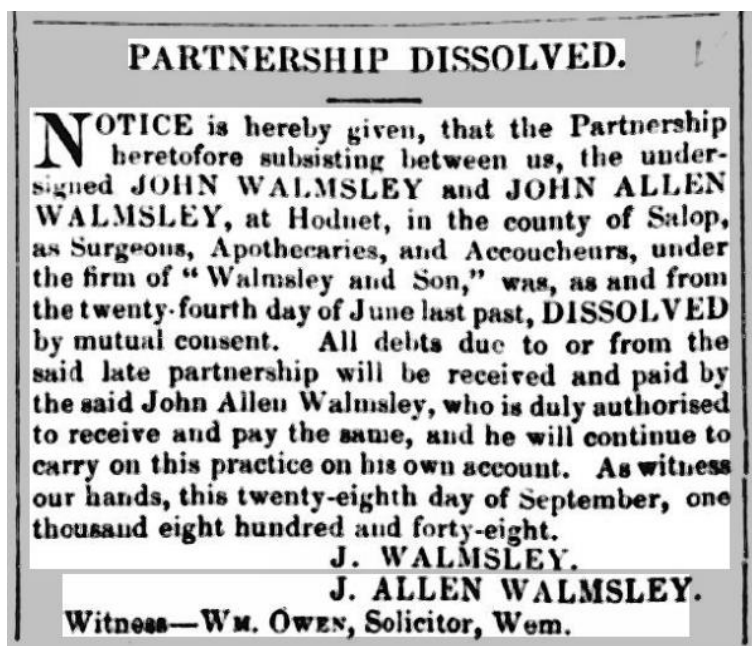 PARTNERSHIP DISSOLVED.
NOTICE is hereby given, that the Partnership
heretofore subsisting between us, the under-
signed JOHN WALMSLEY and JOHN ALLEN
WALMSLEY, at Hodnet, in the county of Salop,
as Surgeons, Apothecaries, and Accoucheurs, under
the firm of “Walmsley and Son,” was, as and from
the twenty-fourth day of June last past, DISSOLVED
by mutual consent. All debts due to or from the
said late partnership will be received and paid by
the said John Allen Walmsley, who is duly authorised
to receive and pay the same, and he will continue to
carry on this practice on his own account. As witness
our hands, this twenty-eighth day of September, one
thousand eight hundred and forty-eight.
J. WALMSLEY.
J. ALLEN WALMSLEY.
Witness—WM. OWEN, Solicitor, Wem.